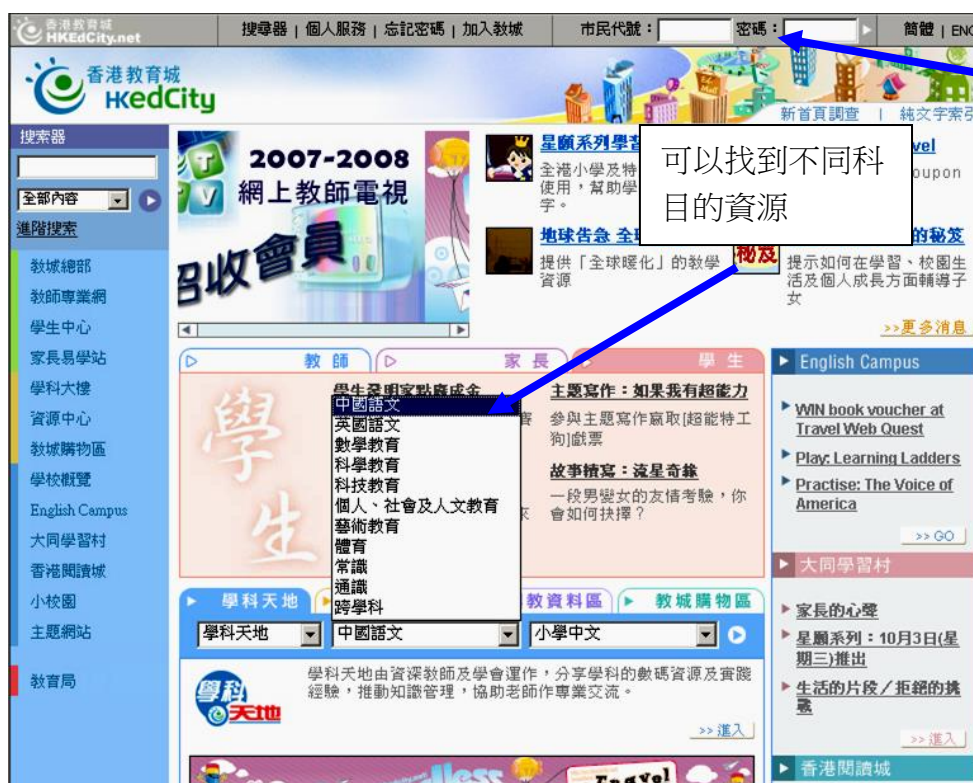 香港教育城
HKEdCity.net
搜尋器 | 個人服務 | 忘記密碼 | 加入教城
市民代號：
密碼：
簡體 | ENG
香港教育城
HKedCity
新首頁調查 | 純文字索引
搜索器
全部內容
進階搜索
教城總部
教師專業網
學生中心
家長易學站
學科大樓
資源中心
教城購物區
學校概覽
English Campus
大同學習村
香港閱讀城
小校園
主題網站
教育局
2007-2008
網上教師電視
招收會員
星願系列學習
全港小學及特
使用，幫助學
字。
地球告急 全球
提供「全球暖化」的教學
資源
可以找到不同科
目的資源
vel
oupon
秘笈
的秘笈
提示如何在學習、校園生
活及個人成長方面輔導子
女
>>更多消息
教 師
家 長
學 生
學生
學生發明家點廢成金
主題寫作：如果我有超能力
參與主題寫作贏取[超能特工
狗]戲票
故事續寫：流星奇緣
一段男變女的友情考驗，你
會如何抉擇？
中國語文
英國語文
數學教育
科學教育
科技教育
個人、社會及人文教育
藝術教育
體育
常識
通識
跨學科
學科天地
教資料區
教城購物區
學科天地
中國語文
小學中文
學科天地
學科天地由資深教師及學會運作，分享學科的數碼資源及實踐
經驗，推動知識管理，協助老師作專業交流。
>> 進入
English Campus
WIN book voucher at
Travel Web Quest
Play: Learning Ladders
Practise: The Voice of
America
>> GO
大同學習村
家長的心聲
星願系列：10月3日(星
期三)推出
生活的片段／拒絕的挑
戰
>> 進入
香港閱讀城